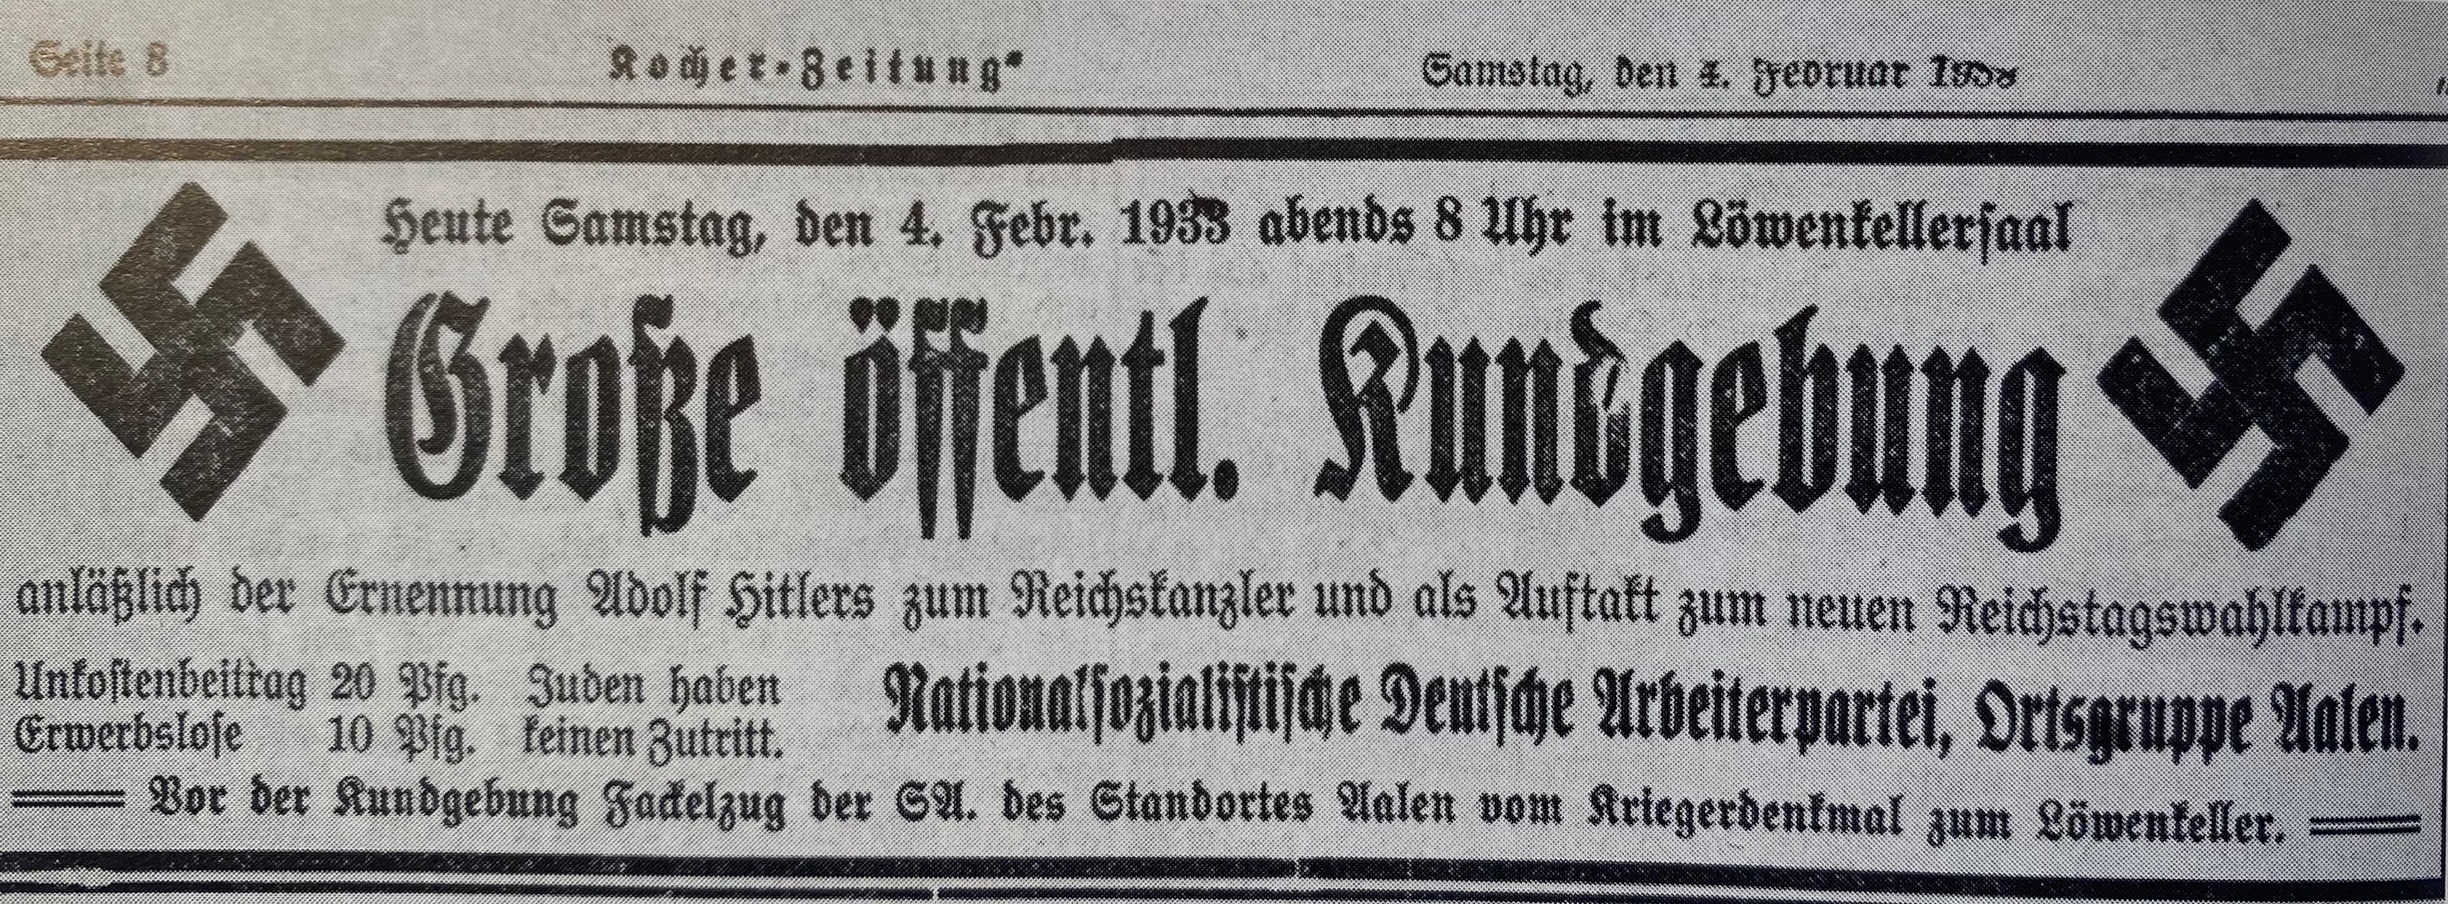 Seite 8
Kocher-Zeitung"
Samstag, den 4. Februar 1933
Heute Samstag, den 4. Febr. 1933 abends 8 Uhr im Löwenkellersaal
Große öffentl. Kundgebung
anläßlich der Ernennung Adolf Hitlers zum Reichskanzler und als Auftakt zum neuen Reichstagswahlkampf.
Unkostenbeitrag 20 Pfg. Juden haben
Erwerbslose 10 Pfg. keinen Zutritt.
Nationalsozialistische Deutsche Arbeiterpartei, Ortsgruppe Aalen.
Vor der Kundgebung Fackelzug der SA. des Standortes Aalen vom Kriegerdenkmal zum Löwenkeller.